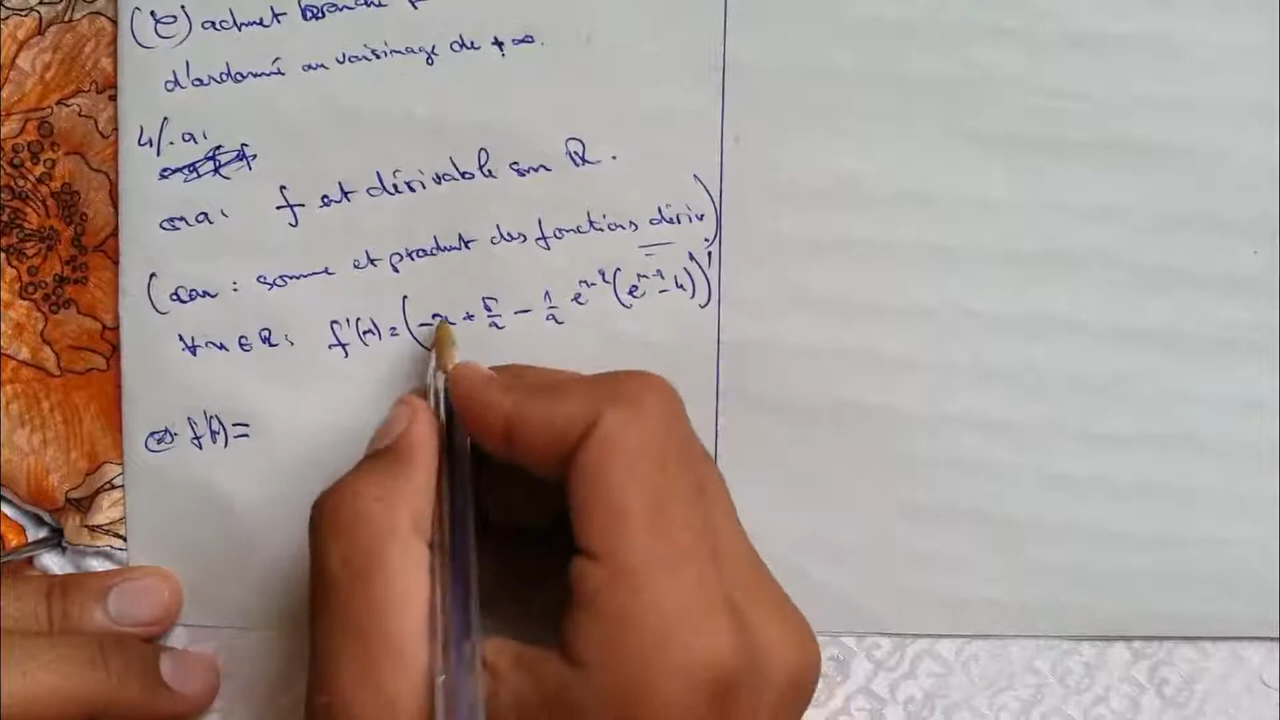 (C) admet branche
d'ordonné au voisinage de +∞.
4/. a.
on a: f est dérivable sur ℝ.
(car : somme et produit des fonctions dériv)
∀x ∈ ℝ: f'(x) = (-x + 5/2 - 1/2 e^{x-2}(e^{x-2} - 4))'
f'(x) =